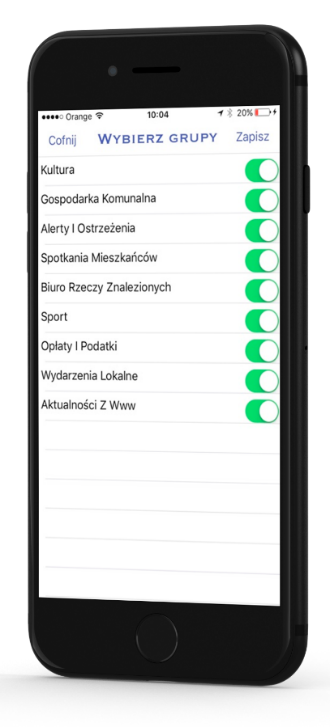 Orange 10:04 20%
Cofnij WYBIERZ GRUPY Zapisz
Kultura
Gospodarka Komunalna
Alerty I Ostrzeżenia
Spotkania Mieszkańców
Biuro Rzeczy Znalezionych
Sport
Opłaty I Podatki
Wydarzenia Lokalne
Aktualności Z Www